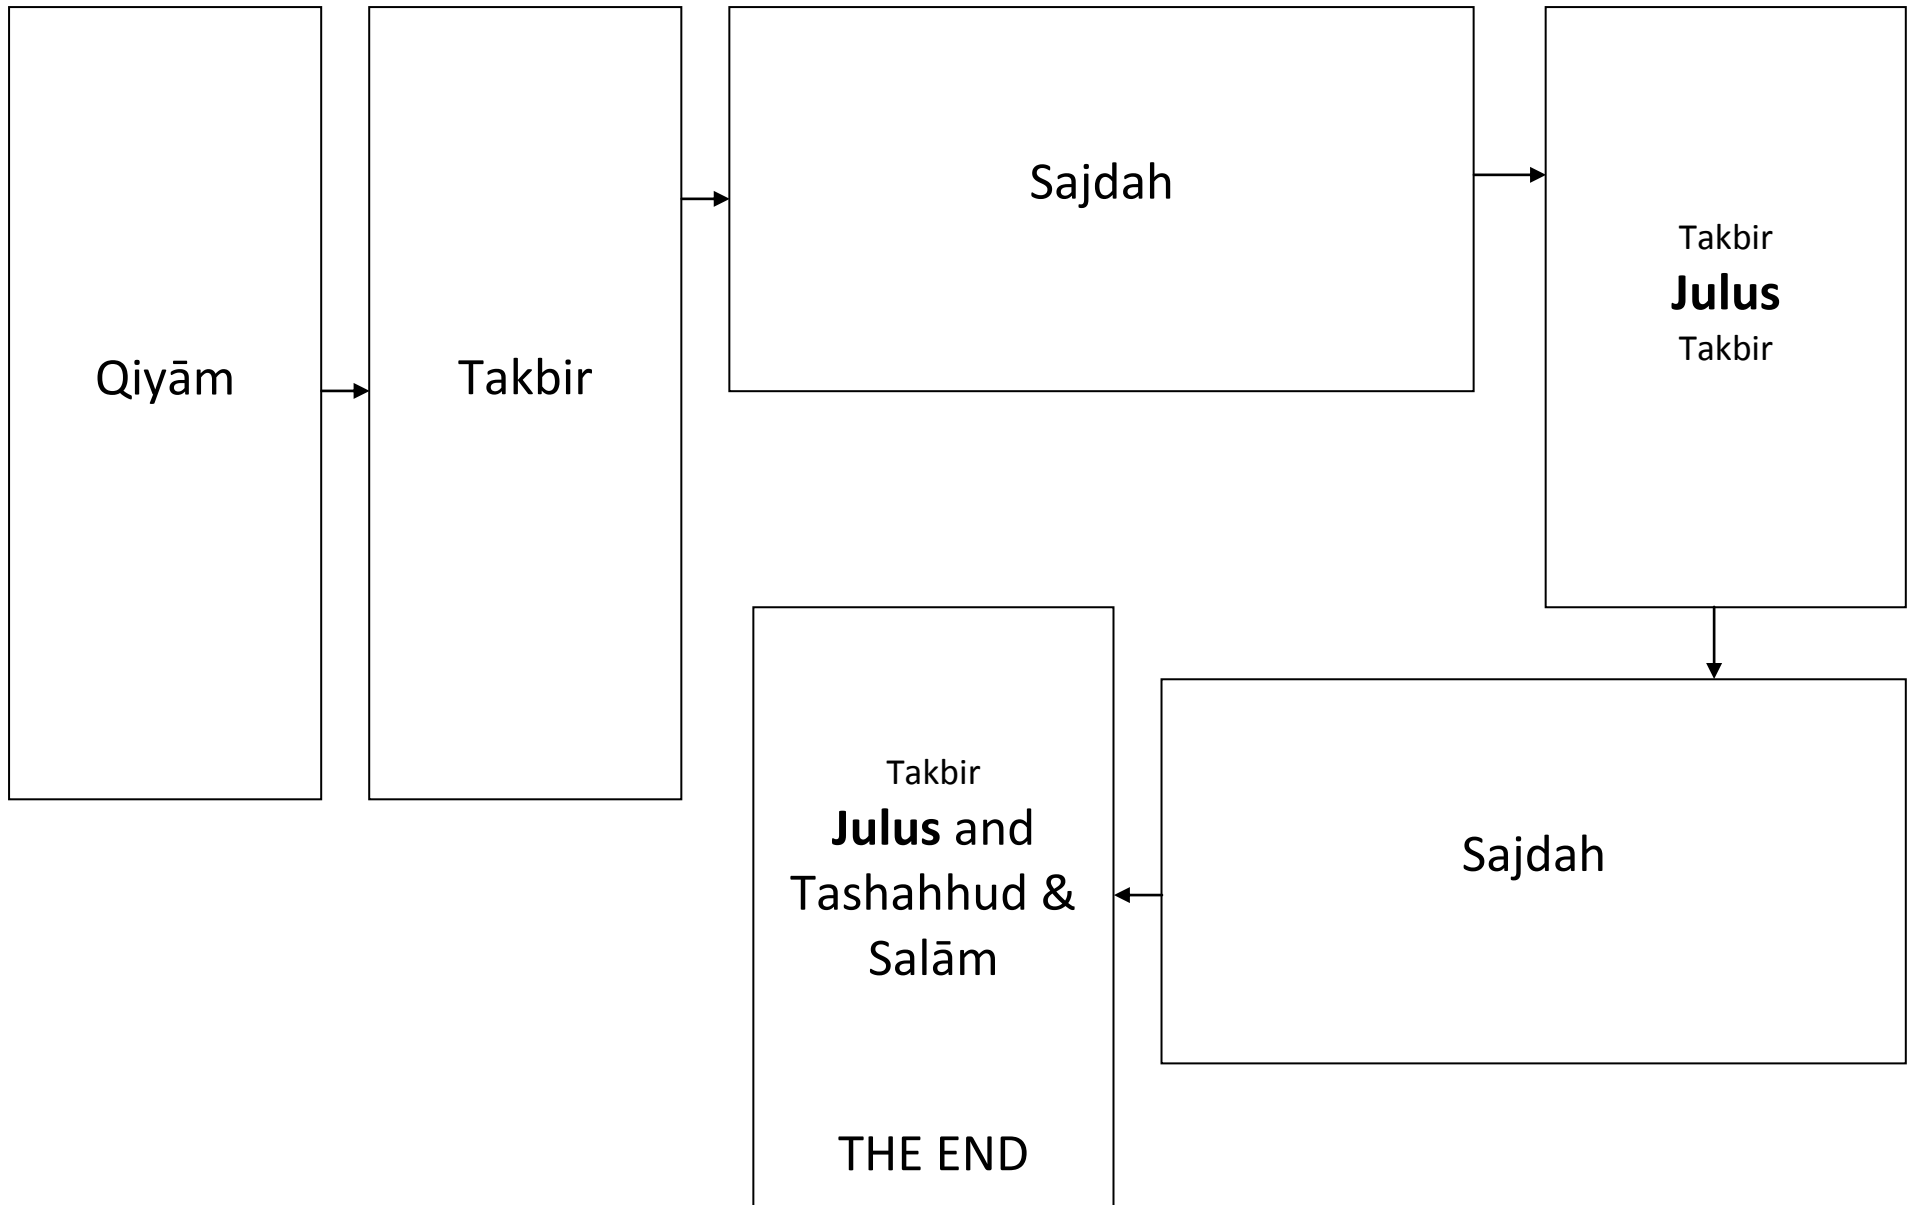 Qiyām
Takbir
Sajdah
Takbir
Julus
Takbir
Sajdah
Takbir
Julus and
Tashahhud &
Salām
THE END